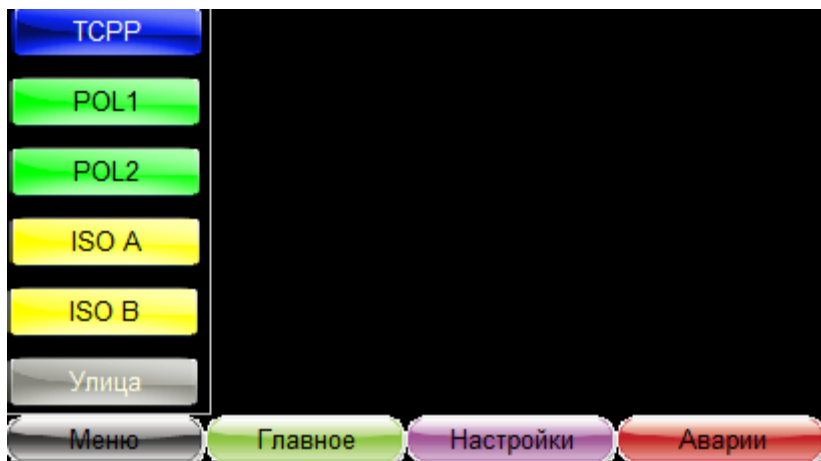 TCPP
POL1
POL2
ISO A
ISO B
Улица
Меню Главное Настройки Аварии